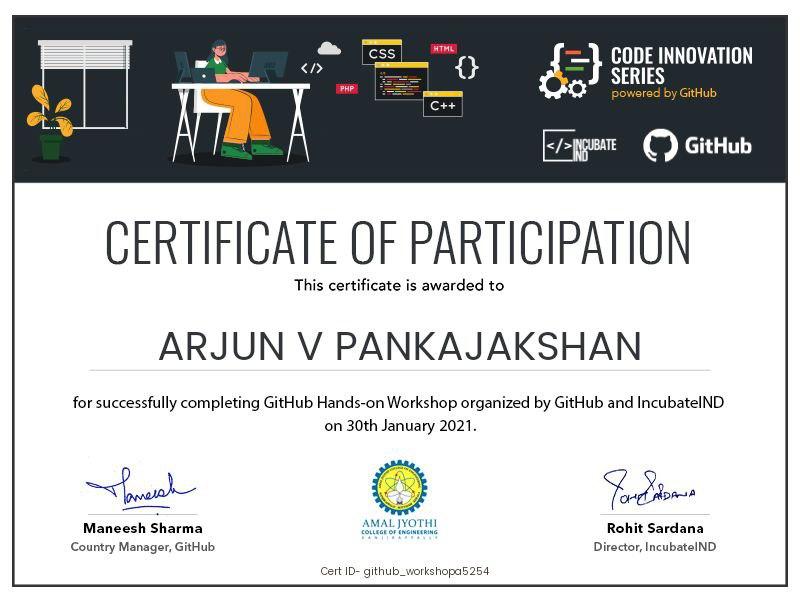 CSS
HTML
</>
{}
PHP
C++
CODE INNOVATION
SERIES
powered by GitHub
</>INCUBATE
IND
GitHub
CERTIFICATE OF PARTICIPATION
This certificate is awarded to
ARJUN V PANKAJAKSHAN
for successfully completing GitHub Hands-on Workshop organized by GitHub and IncubateIND
on 30th January 2021.
Maneesh
Maneesh Sharma
Country Manager, GitHub
AMAL JYOTHI
COLLEGE OF ENGINEERING
KANJIRAPPALLY
Rohit Sardana
Director, IncubateIND
Cert ID- github_workshopa5254